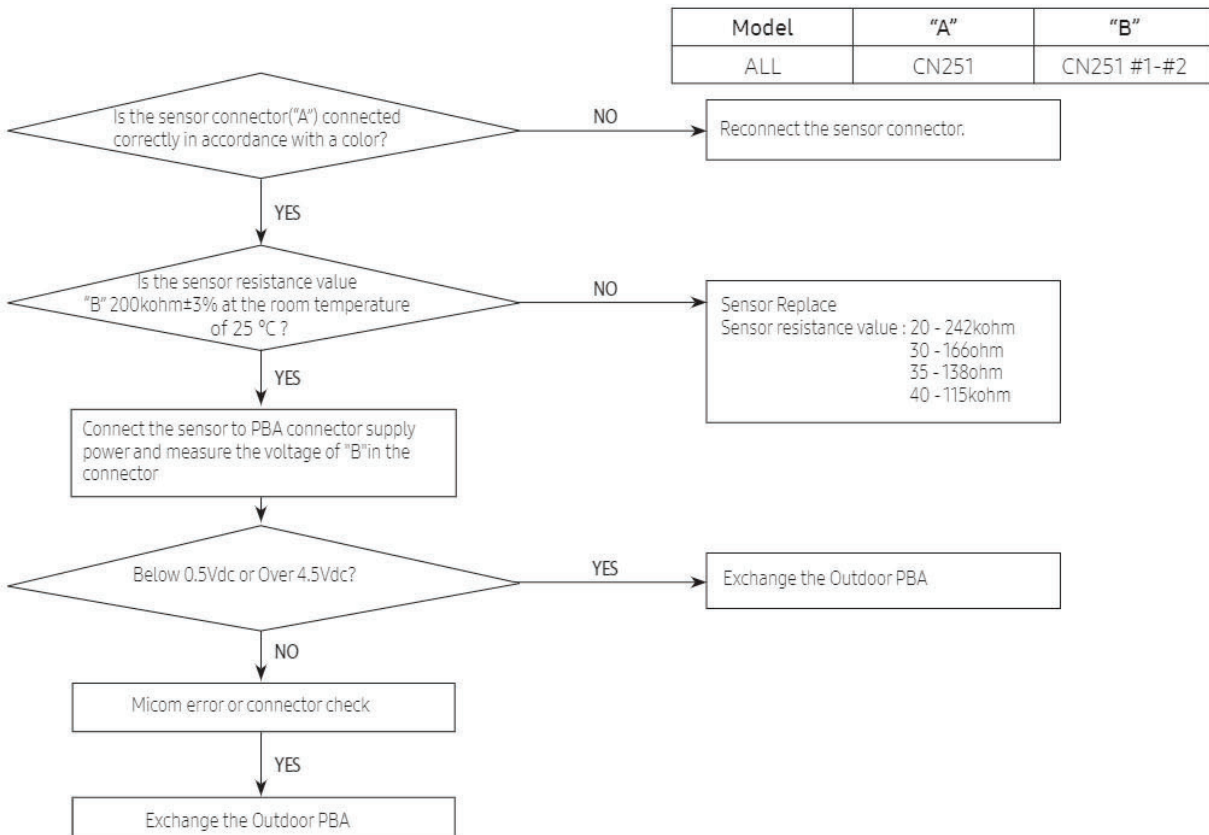 Model "A" "B"
ALL CN251 CN251 #1-#2
Is the sensor connector("A") connected
correctly in accordance with a color?
NO
Reconnect the sensor connector.
YES
Is the sensor resistance value
"B" 200kohm±3% at the room temperature
of 25 °C ?
NO
Sensor Replace
Sensor resistance value : 20 - 242kohm
30 - 166ohm
35 - 138ohm
40 - 115kohm
YES
Connect the sensor to PBA connector supply
power and measure the voltage of "B"in the
connector
Below 0.5Vdc or Over 4.5Vdc?
YES
Exchange the Outdoor PBA
NO
Micom error or connector check
YES
Exchange the Outdoor PBA